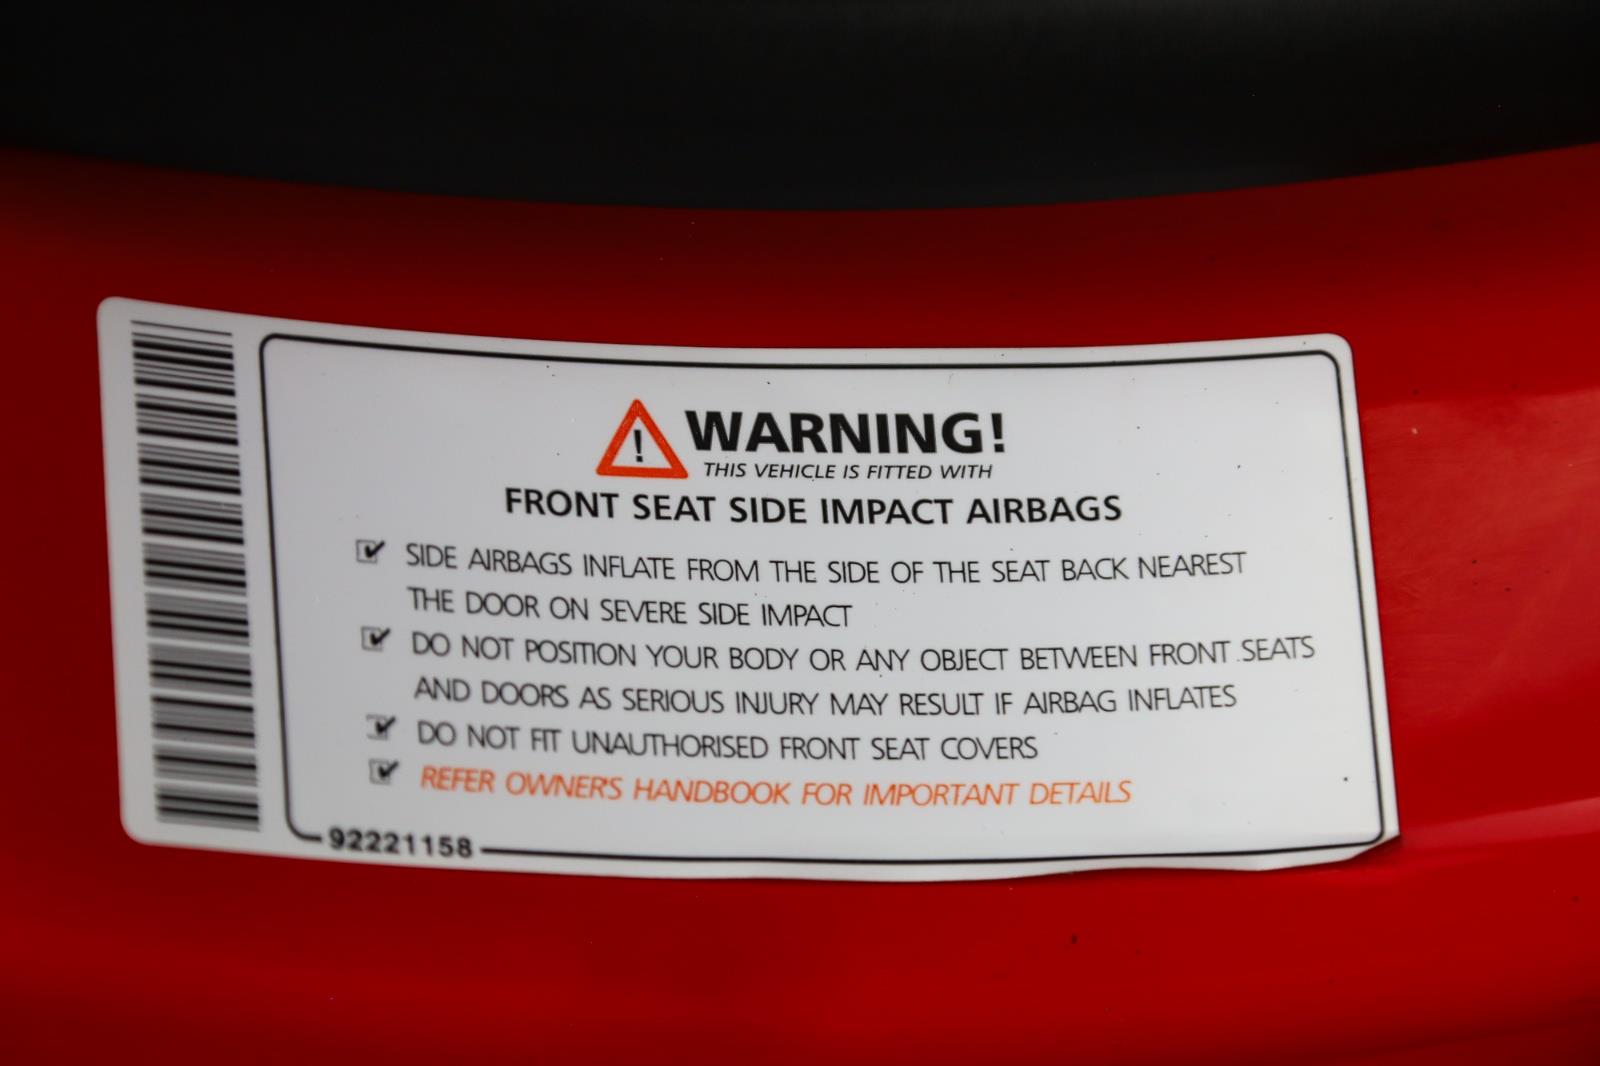 WARNING!
THIS VEHICLE IS FITTED WITH
FRONT SEAT SIDE IMPACT AIRBAGS
SIDE AIRBAGS INFLATE FROM THE SIDE OF THE SEAT BACK NEAREST
THE DOOR ON SEVERE SIDE IMPACT
DO NOT POSITION YOUR BODY OR ANY OBJECT BETWEEN FRONT SEATS
AND DOORS AS SERIOUS INJURY MAY RESULT IF AIRBAG INFLATES
DO NOT FIT UNAUTHORISED FRONT SEAT COVERS
REFER OWNER'S HANDBOOK FOR IMPORTANT DETAILS
92221158